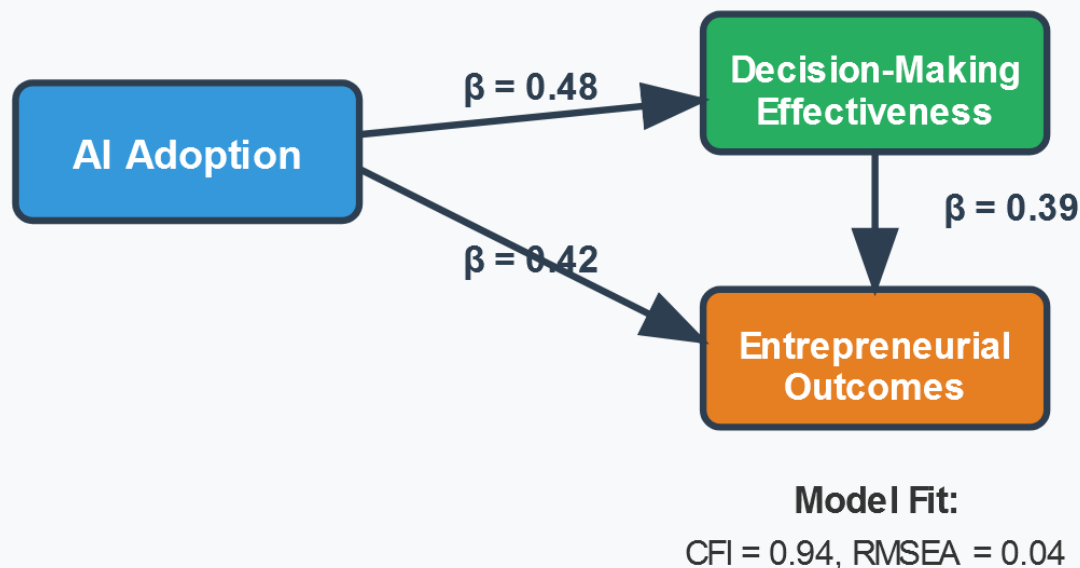 β = 0.48
Decision-Making
Effectiveness
AI Adoption
β = 0.39
β = 0.42
Entrepreneurial
Outcomes
Model Fit:
CFI = 0.94, RMSEA = 0.04